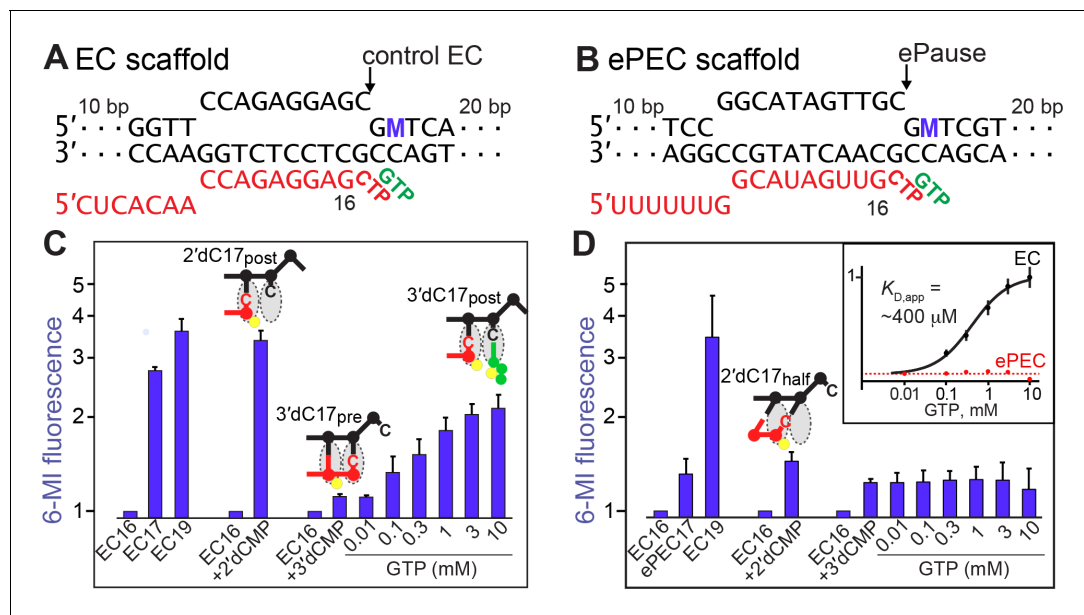 A EC scaffold
control EC
10 bp
CCAGAGGAGC
20 bp
5′· · · GGTT
GMTCA · · ·
3′· · · CCAAGGTCTCCTCGCCAGT · · ·
CCAGAGGAGCTP GTP
16
5′CUCACAA
B ePEC scaffold
ePause
10 bp
GGCATAGTTGC
20 bp
5′· · · TCC
GMTCGT · · ·
3′· · · AGGCCGTATCAACGCCAGCA · · ·
GCAUAGUUGCTP GTP
16
5′UUUUUUG
C
6-MI fluorescence
5
4
3
2
1
2′dC17post
C
C
3′dC17pre
C
C
3′dC17post
C
C
EC16
EC17
EC19
EC16
+2′dCMP
EC16
+3′dCMP
0.01
0.1
0.3
1
3
10
GTP (mM)
D
6-MI fluorescence
5
4
3
2
1
2′dC17half
C
C
EC
1
KD,app =
~400 μM
ePEC
0.01
0.1
1
10
GTP, mM
EC16
ePEC17
EC19
EC16
+2′dCMP
EC16
+3′dCMP
0.01
0.1
0.3
1
3
10
GTP (mM)